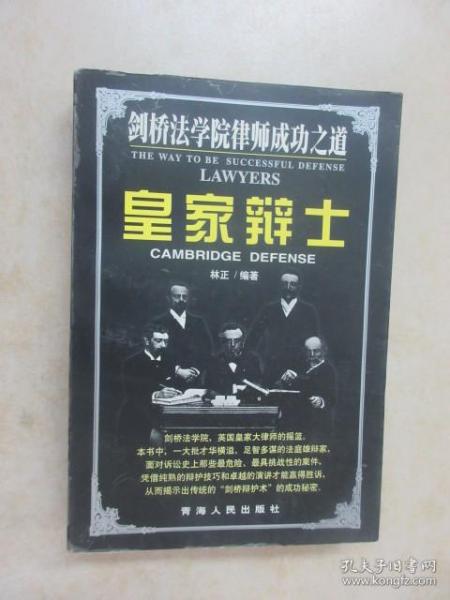 剑桥法学院律师成功之道
THE WAY TO BE SUCCESSFUL DEFENSE
LAWYERS
皇家辩士
CAMBRIDGE DEFENSE
林正/编著
剑桥法学院,英国皇家大律师的摇篮。
本书中,一大批才华横溢、足智多谋的法庭雄辩家,
面对诉讼史上那些最危险、最具挑战性的案件,
凭借纯熟的辩护技巧和卓越的演讲才能赢得胜诉,
从而揭示出传统的“剑桥辩护术”的成功秘密。
青海人民出版社
孔夫子旧书网
www.kongfz.com